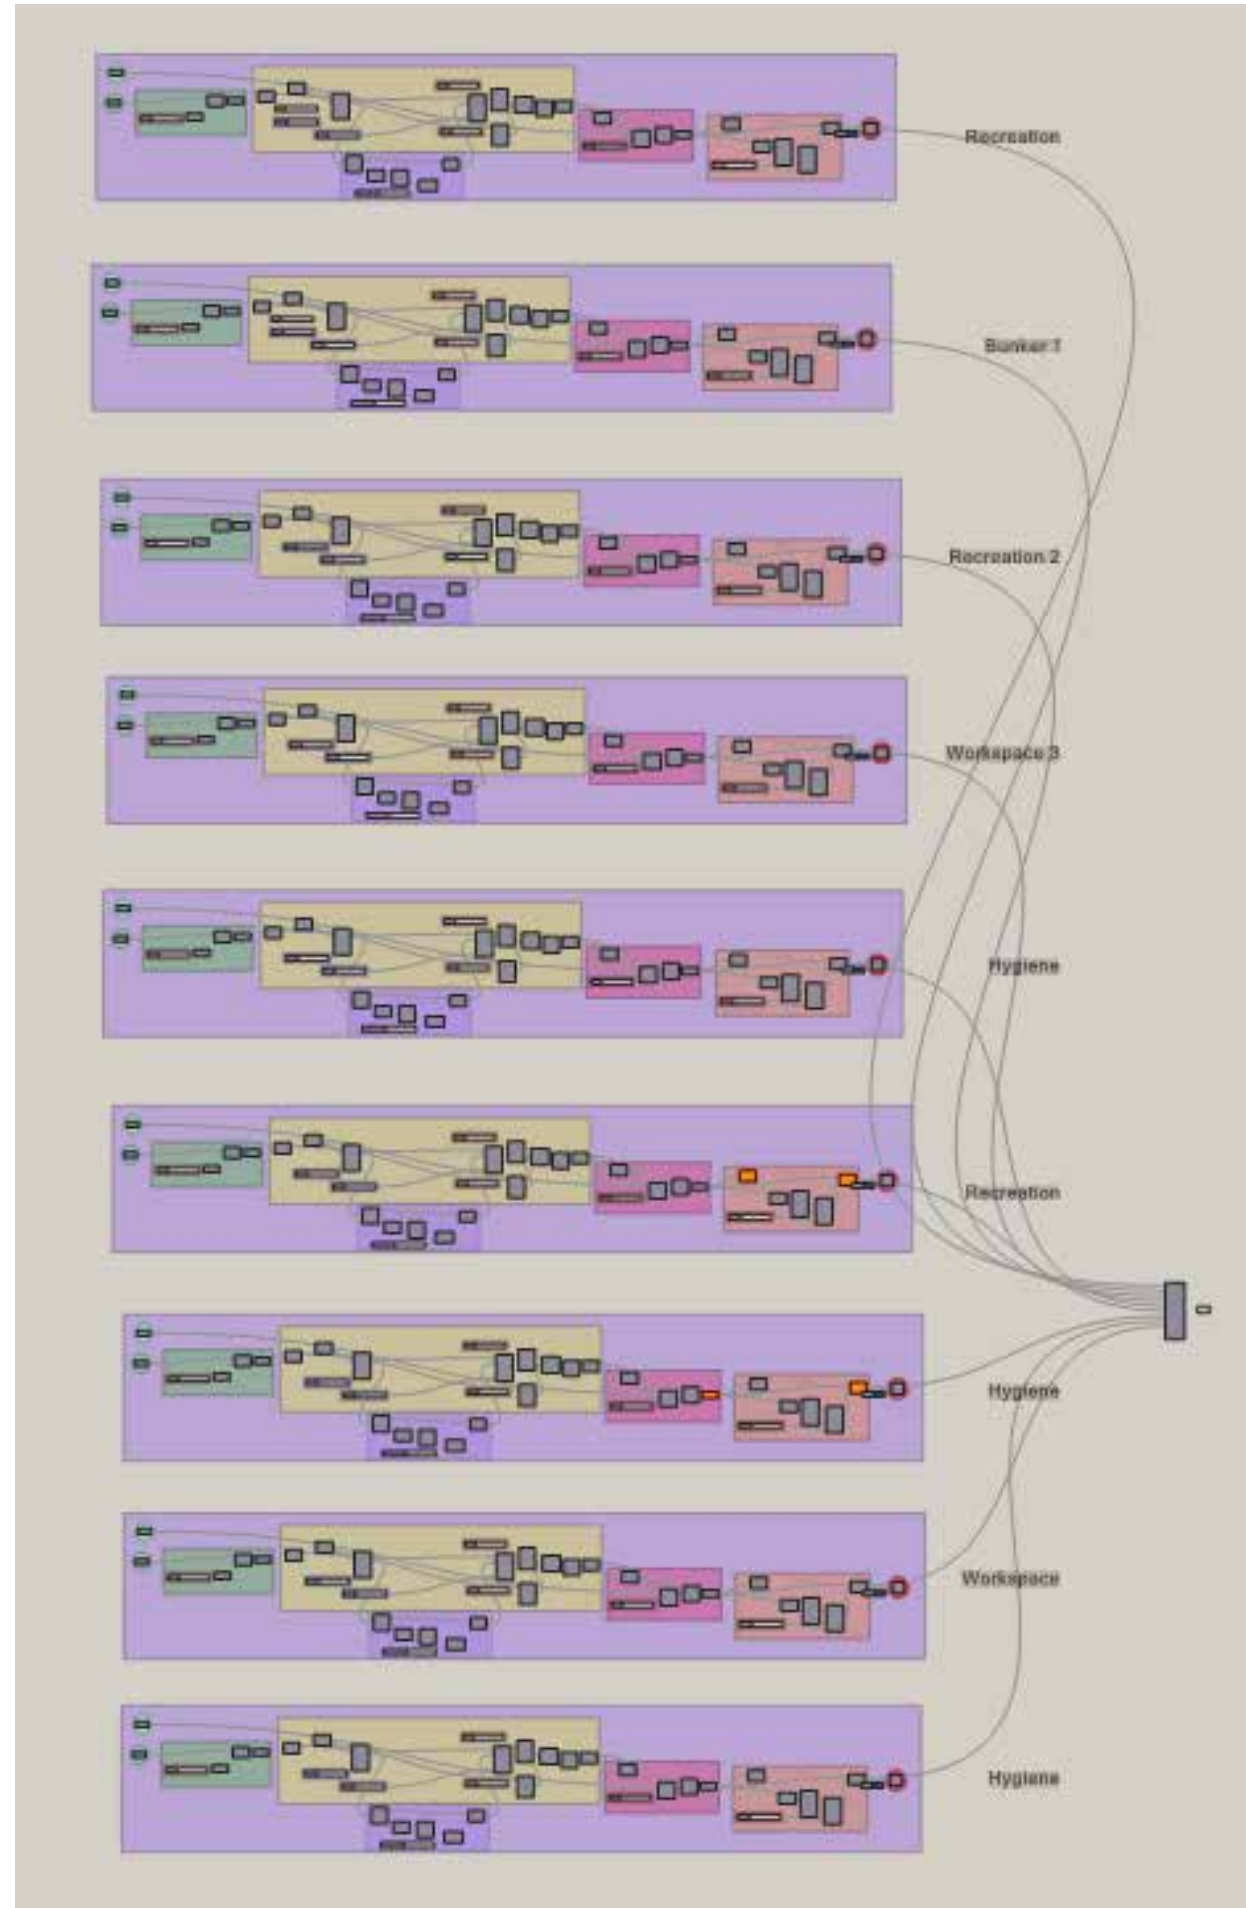 Recreation
Bunker 1
Recreation 2
Workspace 3
Hygiene
Recreation
Hygiene
Workspace
Hygiene